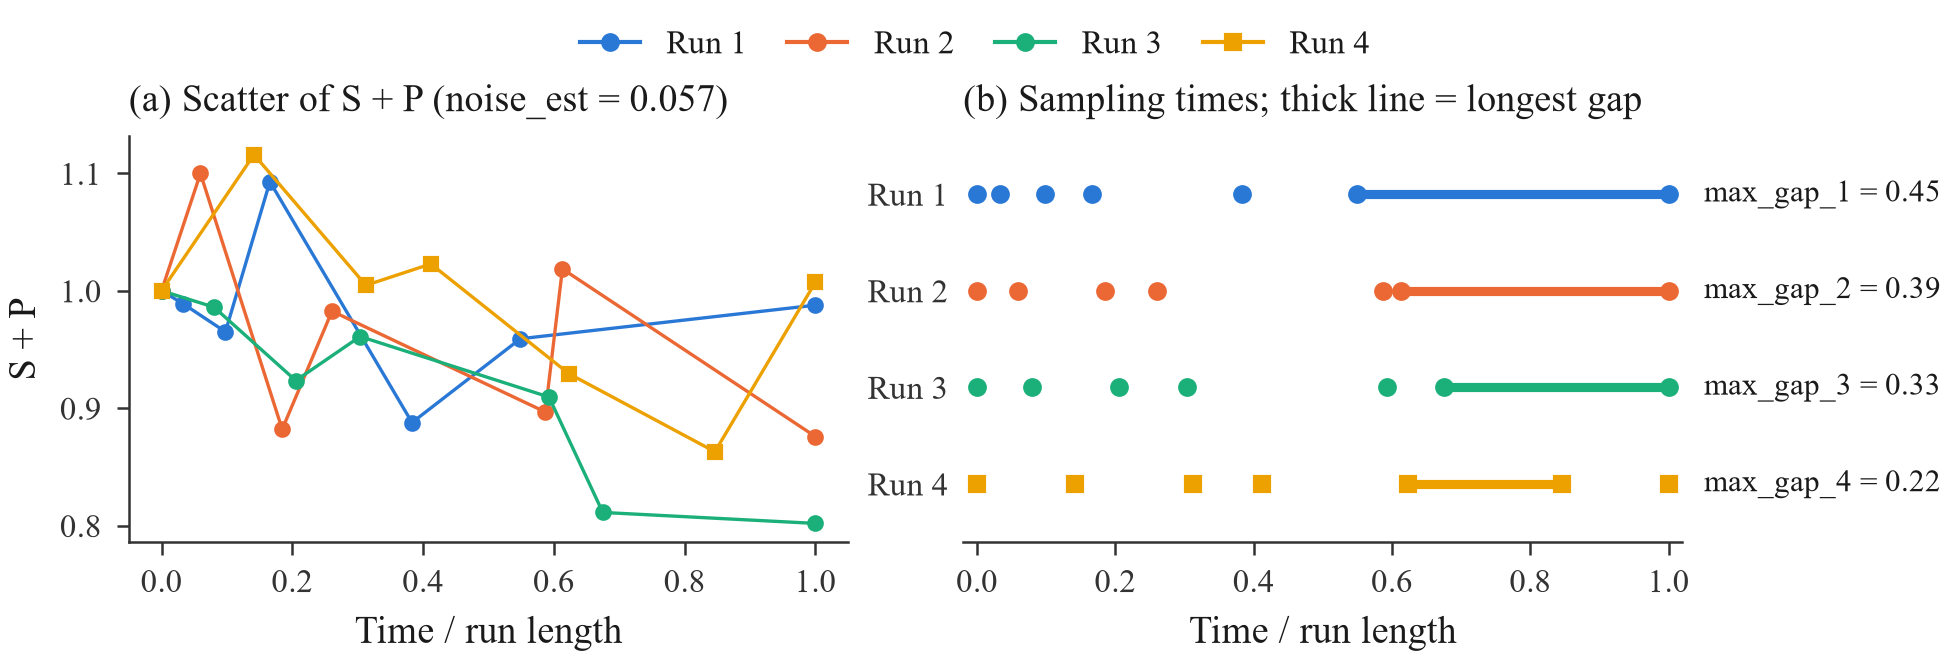 Run 1 Run 2 Run 3 Run 4
(a) Scatter of S + P (noise_est = 0.057)
S + P
1.1
1.0
0.9
0.8
0.0 0.2 0.4 0.6 0.8 1.0
Time / run length
(b) Sampling times; thick line = longest gap
Run 1 max_gap_1 = 0.45
Run 2 max_gap_2 = 0.39
Run 3 max_gap_3 = 0.33
Run 4 max_gap_4 = 0.22
0.0 0.2 0.4 0.6 0.8 1.0
Time / run length